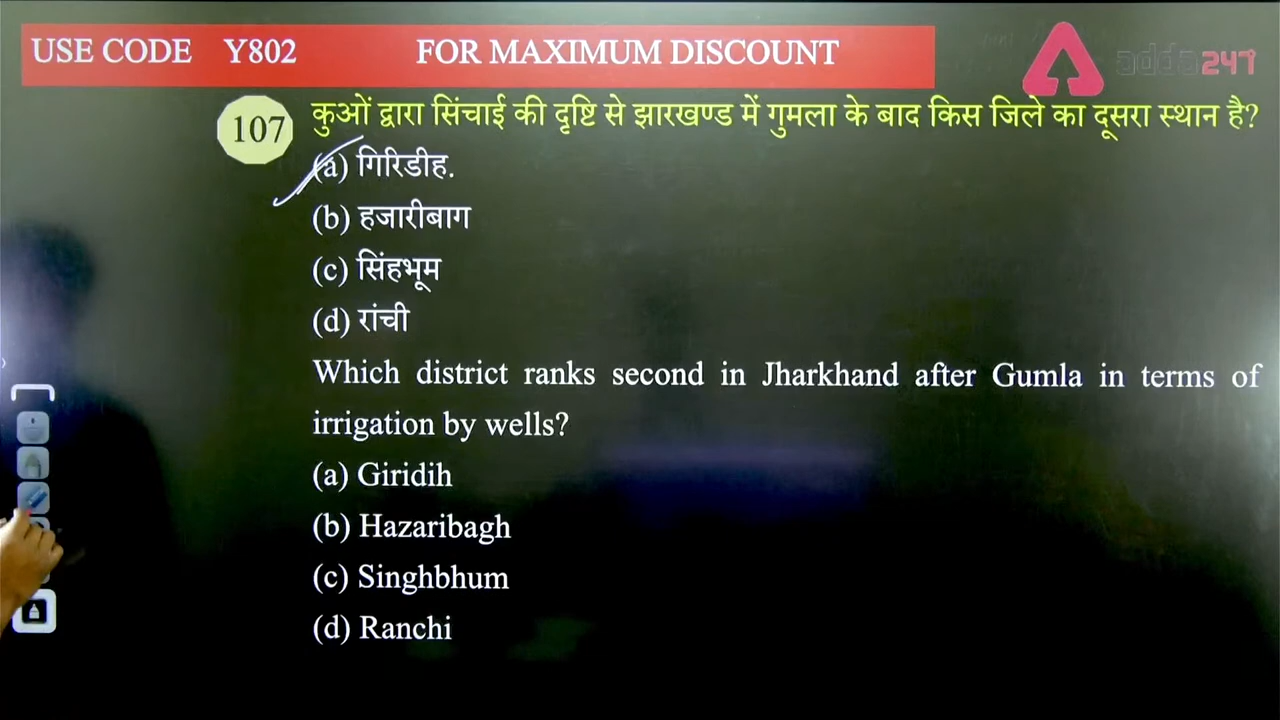 USE CODE Y802 FOR MAXIMUM DISCOUNT
adda247
107 कुओं द्वारा सिंचाई की दृष्टि से झारखण्ड में गुमला के बाद किस जिले का दूसरा स्थान है?
(a) गिरिडीह.
(b) हजारीबाग
(c) सिंहभूम
(d) रांची
Which district ranks second in Jharkhand after Gumla in terms of
irrigation by wells?
(a) Giridih
(b) Hazaribagh
(c) Singhbhum
(d) Ranchi